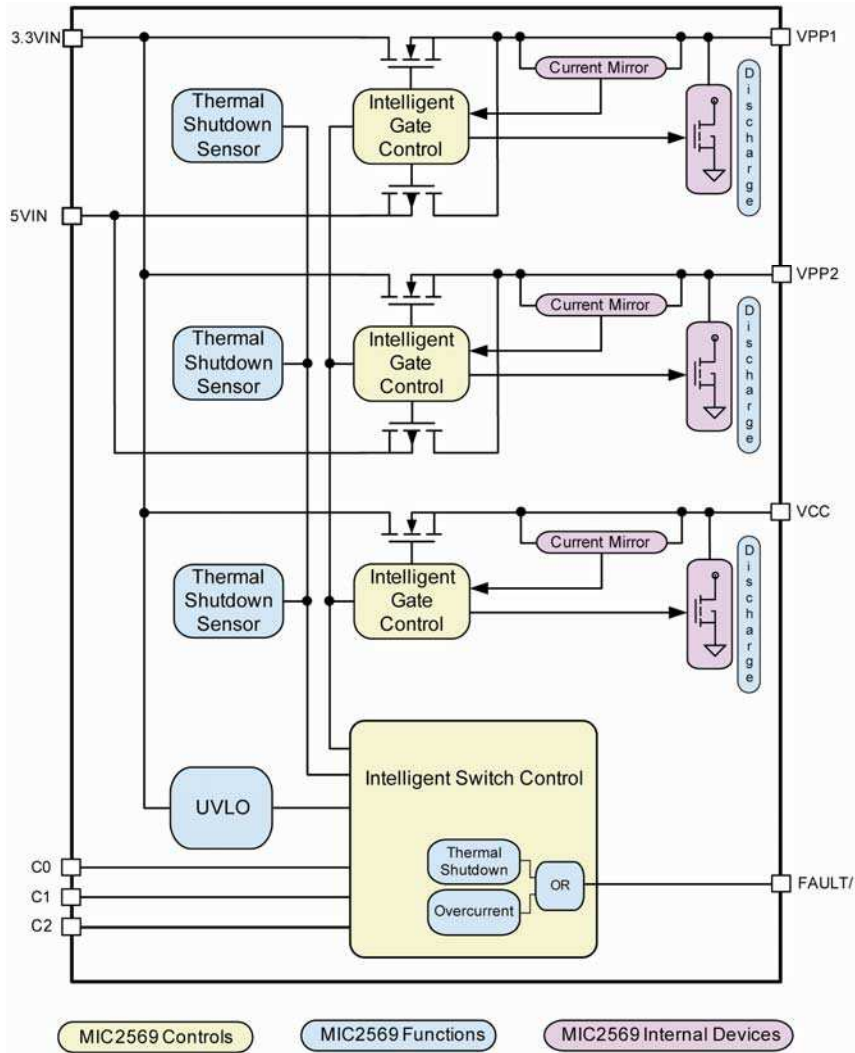 3.3VIN
VPP1
Current Mirror
Thermal
Shutdown
Sensor
Intelligent
Gate
Control
Discharge
5VIN
VPP2
Current Mirror
Thermal
Shutdown
Sensor
Intelligent
Gate
Control
Discharge
VCC
Current Mirror
Thermal
Shutdown
Sensor
Intelligent
Gate
Control
Discharge
Intelligent Switch Control
UVLO
Thermal
Shutdown
OR
Overcurrent
C0
C1
C2
FAULT/
MIC2569 Controls
MIC2569 Functions
MIC2569 Internal Devices